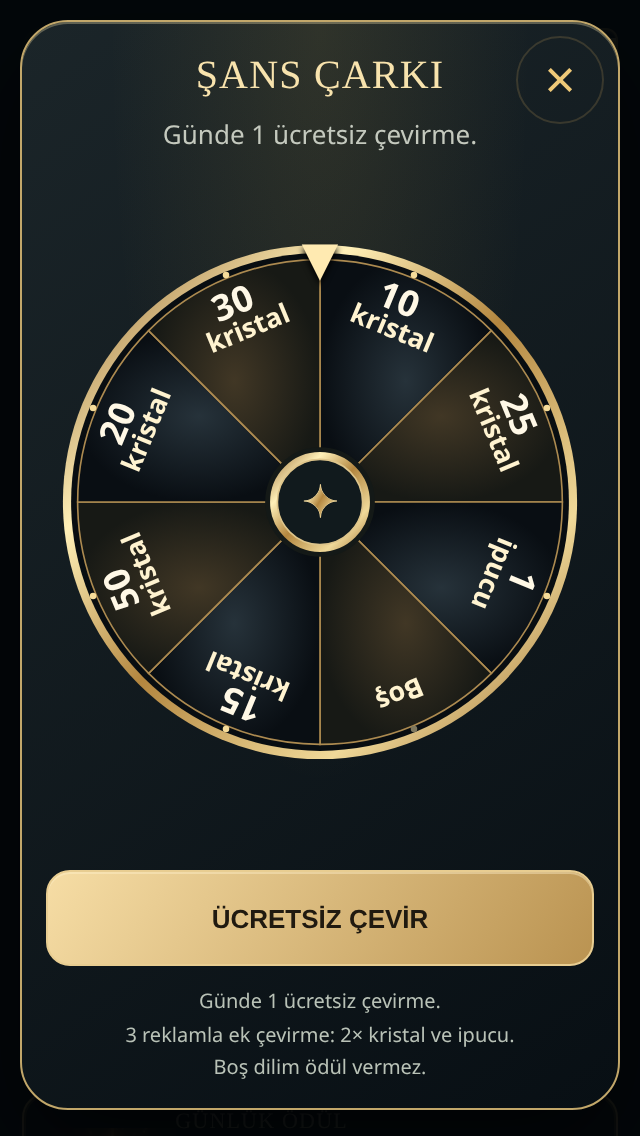 ŞANS ÇARKI
✕
Günde 1 ücretsiz çevirme.
30
kristal
10
kristal
20
kristal
25
kristal
50
kristal
1
ipucu
15
kristal
Boş
ÜCRETSİZ ÇEVİR
Günde 1 ücretsiz çevirme.
3 reklamla ek çevirme: 2× kristal ve ipucu.
Boş dilim ödül vermez.
GÜNLÜK ÖDÜL